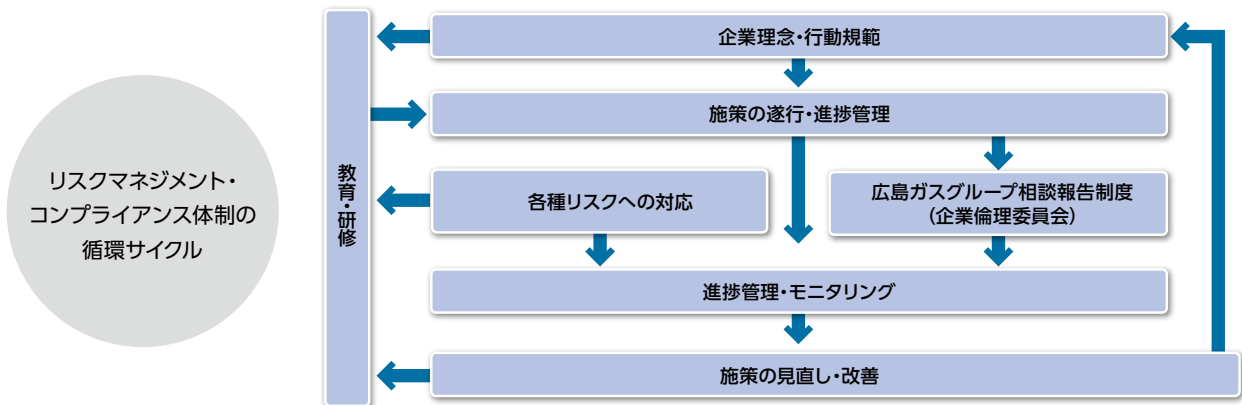 リスクマネジメント・
コンプライアンス体制の
循環サイクル
教育・研修
企業理念・行動規範
施策の遂行・進捗管理
各種リスクへの対応
広島ガスグループ相談報告制度
（企業倫理委員会）
進捗管理・モニタリング
施策の見直し・改善